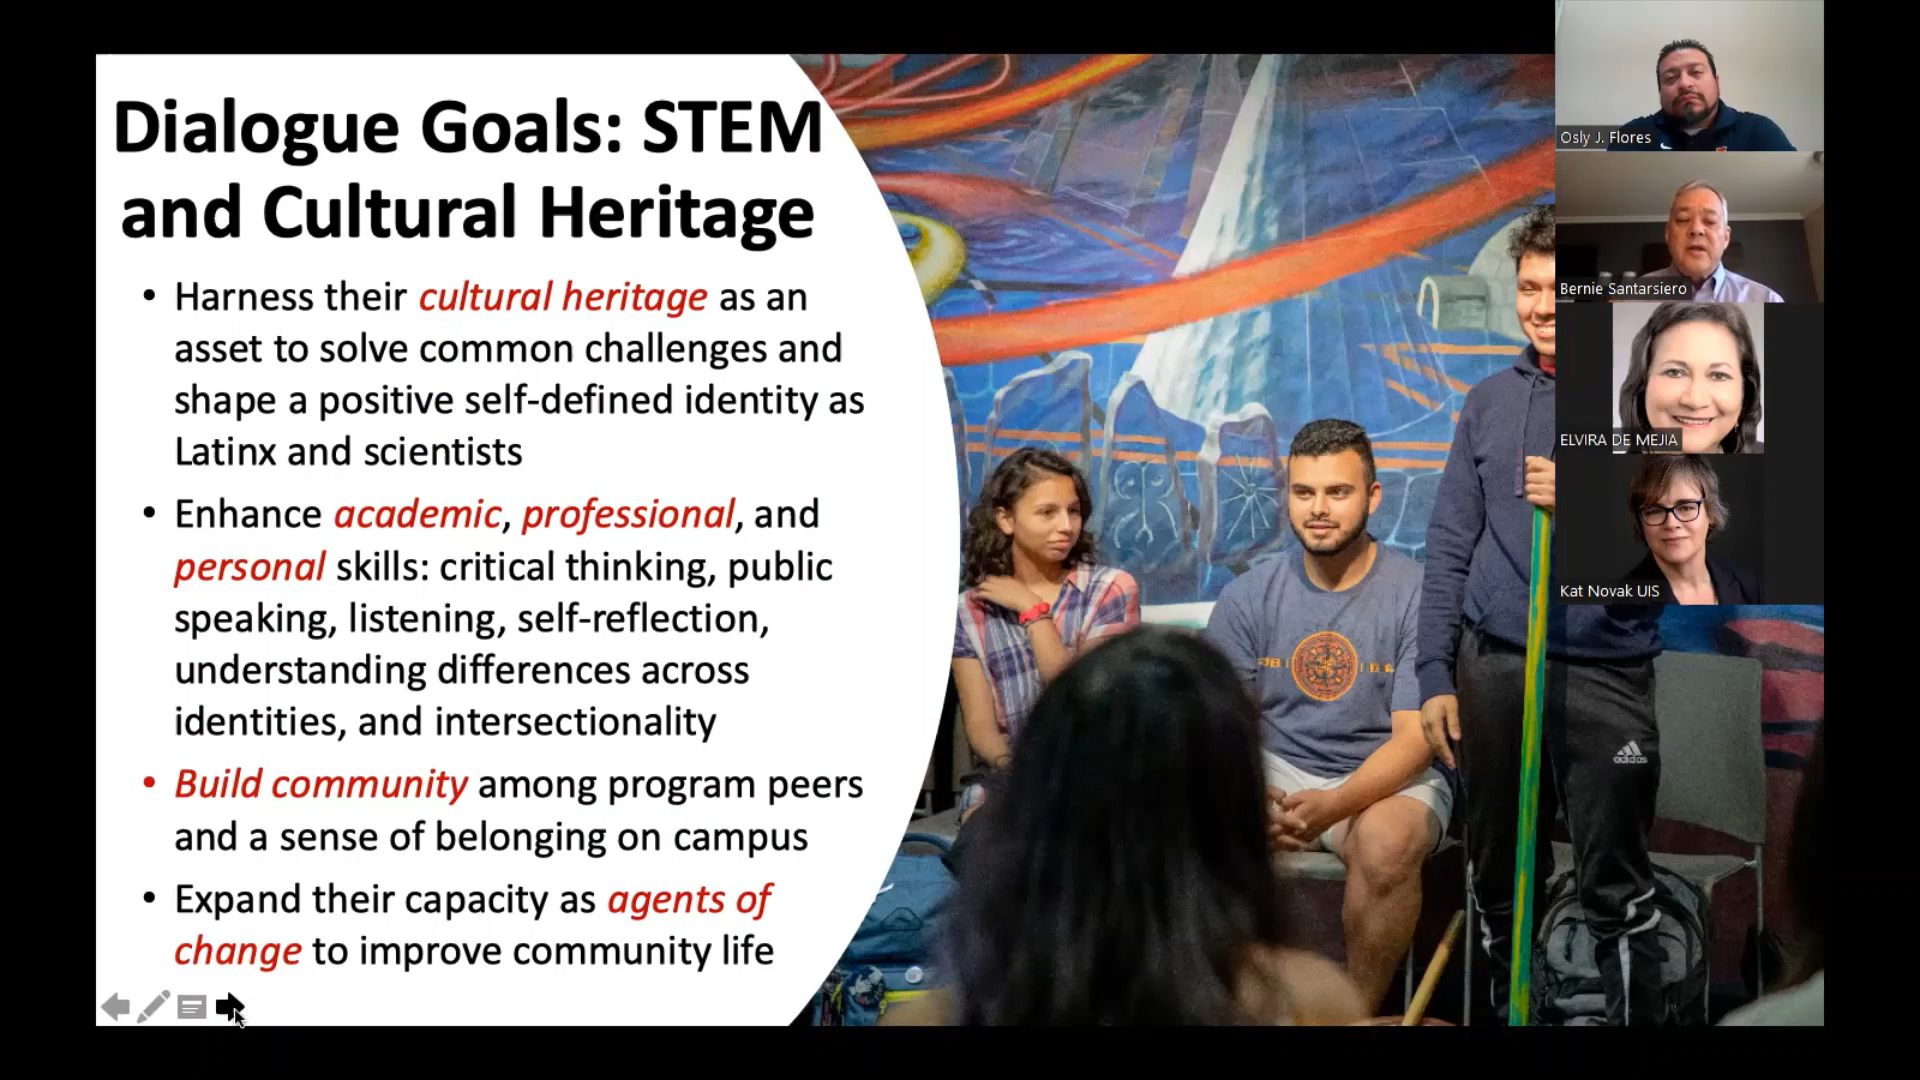 Dialogue Goals: STEM
and Cultural Heritage
• Harness their cultural heritage as an
asset to solve common challenges and
shape a positive self-defined identity as
Latinx and scientists
• Enhance academic, professional, and
personal skills: critical thinking, public
speaking, listening, self-reflection,
understanding differences across
identities, and intersectionality
• Build community among program peers
and a sense of belonging on campus
• Expand their capacity as agents of
change to improve community life
adidas
Osly J. Flores
Bernie Santarsiero
ELVIRA DE MEJIA
Kat Novak UIS